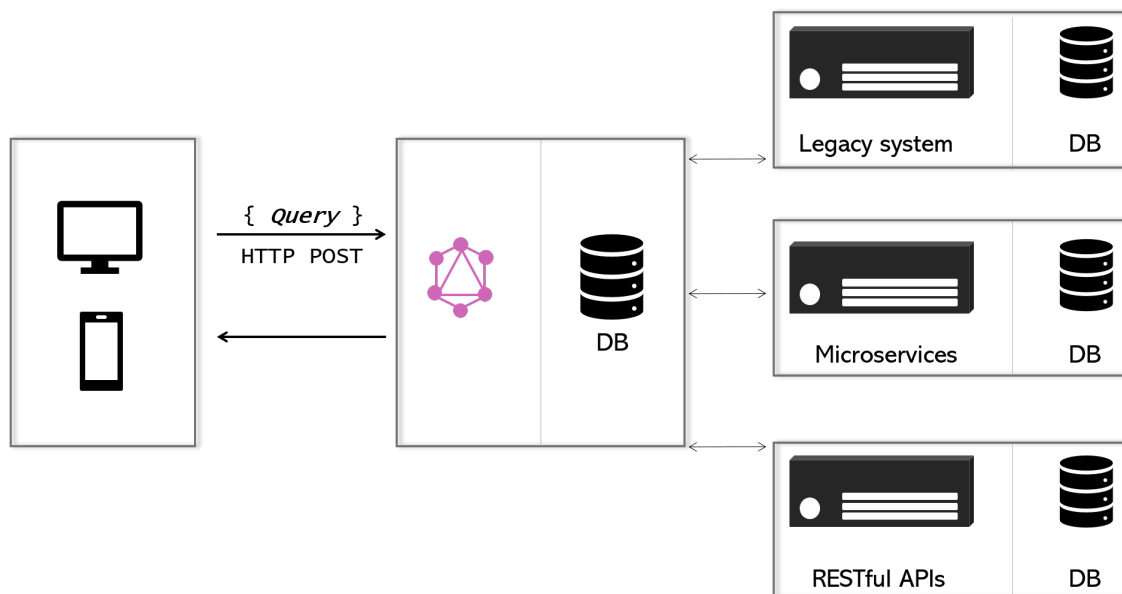 Legacy system
DB
{ Query }
HTTP POST
DB
Microservices
DB
RESTful APIs
DB